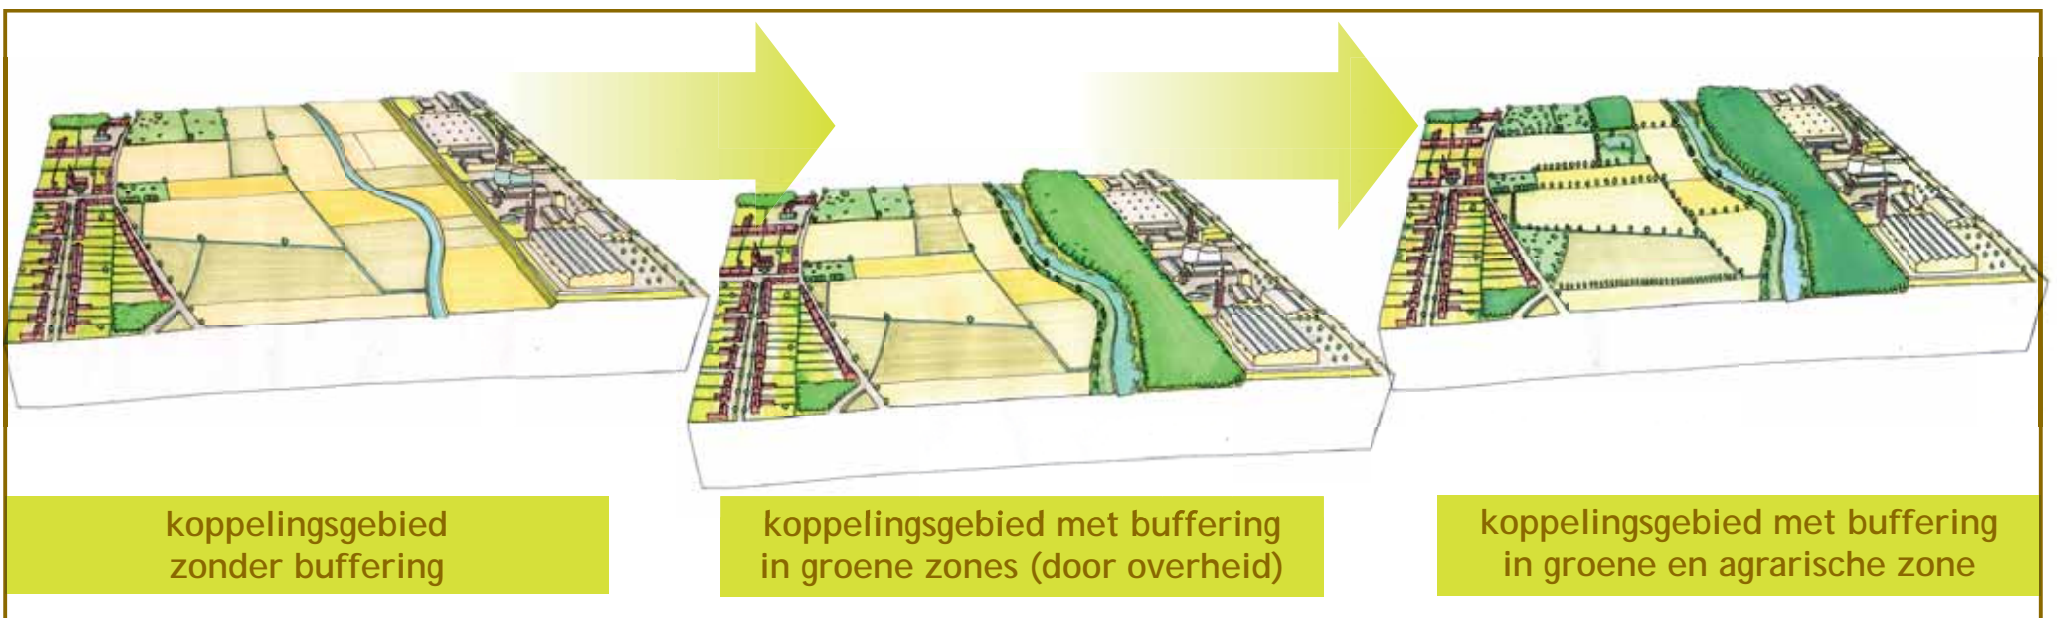 koppelingsgebied
zonder buffering
koppelingsgebied met buffering
in groene zones (door overheid)
koppelingsgebied met buffering
in groene en agrarische zone